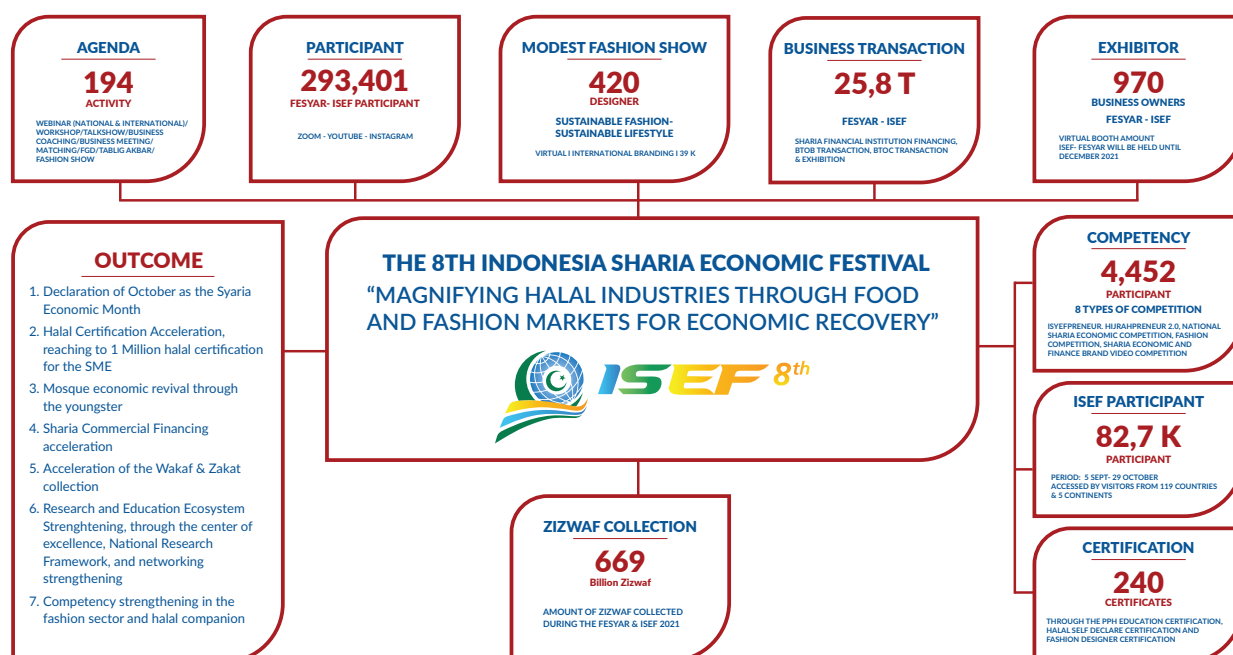 AGENDA
194
ACTIVITY
WEBINAR (NATIONAL & INTERNATIONAL)/
WORKSHOP/TALKSHOW/BUSINESS
COACHING/BUSINESS MEETING/
MATCHING/FGD/TABLIG AKBAR/
FASHION SHOW
PARTICIPANT
293,401
FESYAR- ISEF PARTICIPANT
ZOOM - YOUTUBE - INSTAGRAM
MODEST FASHION SHOW
420
DESIGNER
SUSTAINABLE FASHION-
SUSTAINABLE LIFESTYLE
VIRTUAL I INTERNATIONAL BRANDING I 39 K
BUSINESS TRANSACTION
25,8 T
FESYAR - ISEF
SHARIA FINANCIAL INSTITUTION FINANCING,
BTOB TRANSACTION, BTOC TRANSACTION
& EXHIBITION
EXHIBITOR
970
BUSINESS OWNERS
FESYAR - ISEF
VIRTUAL BOOTH AMOUNT
ISEF- FESYAR WILL BE HELD UNTIL
DECEMBER 2021
OUTCOME
1. Declaration of October as the Syaria
Economic Month
2. Halal Certification Acceleration,
reaching to 1 Million halal certification
for the SME
3. Mosque economic revival through
the youngster
4. Sharia Commercial Financing
acceleration
5. Acceleration of the Wakaf & Zakat
collection
6. Research and Education Ecosystem
Strenghtening, through the center of
excellence, National Research
Framework, and networking
strengthening
7. Competency strengthening in the
fashion sector and halal companion
THE 8TH INDONESIA SHARIA ECONOMIC FESTIVAL
“MAGNIFYING HALAL INDUSTRIES THROUGH FOOD
AND FASHION MARKETS FOR ECONOMIC RECOVERY”
ISEF 8th
ZIZWAF COLLECTION
669
Billion Zizwaf
AMOUNT OF ZIZWAF COLLECTED
DURING THE FESYAR & ISEF 2021
COMPETENCY
4,452
PARTICIPANT
8 TYPES OF COMPETITION
ISYEFPRENEUR. HIJRAHPRENEUR 2.0, NATIONAL
SHARIA ECONOMIC COMPETITION, FASHION
COMPETITION, SHARIA ECONOMIC AND
FINANCE BRAND VIDEO COMPETITION
ISEF PARTICIPANT
82,7 K
PARTICIPANT
PERIOD: 5 SEPT- 29 OCTOBER
ACCESSED BY VISITORS FROM 119 COUNTRIES
& 5 CONTINENTS
CERTIFICATION
240
CERTIFICATES
THROUGH THE PPH EDUCATION CERTIFICATION,
HALAL SELF DECLARE CERTIFICATION AND
FASHION DESIGNER CERTIFICATION